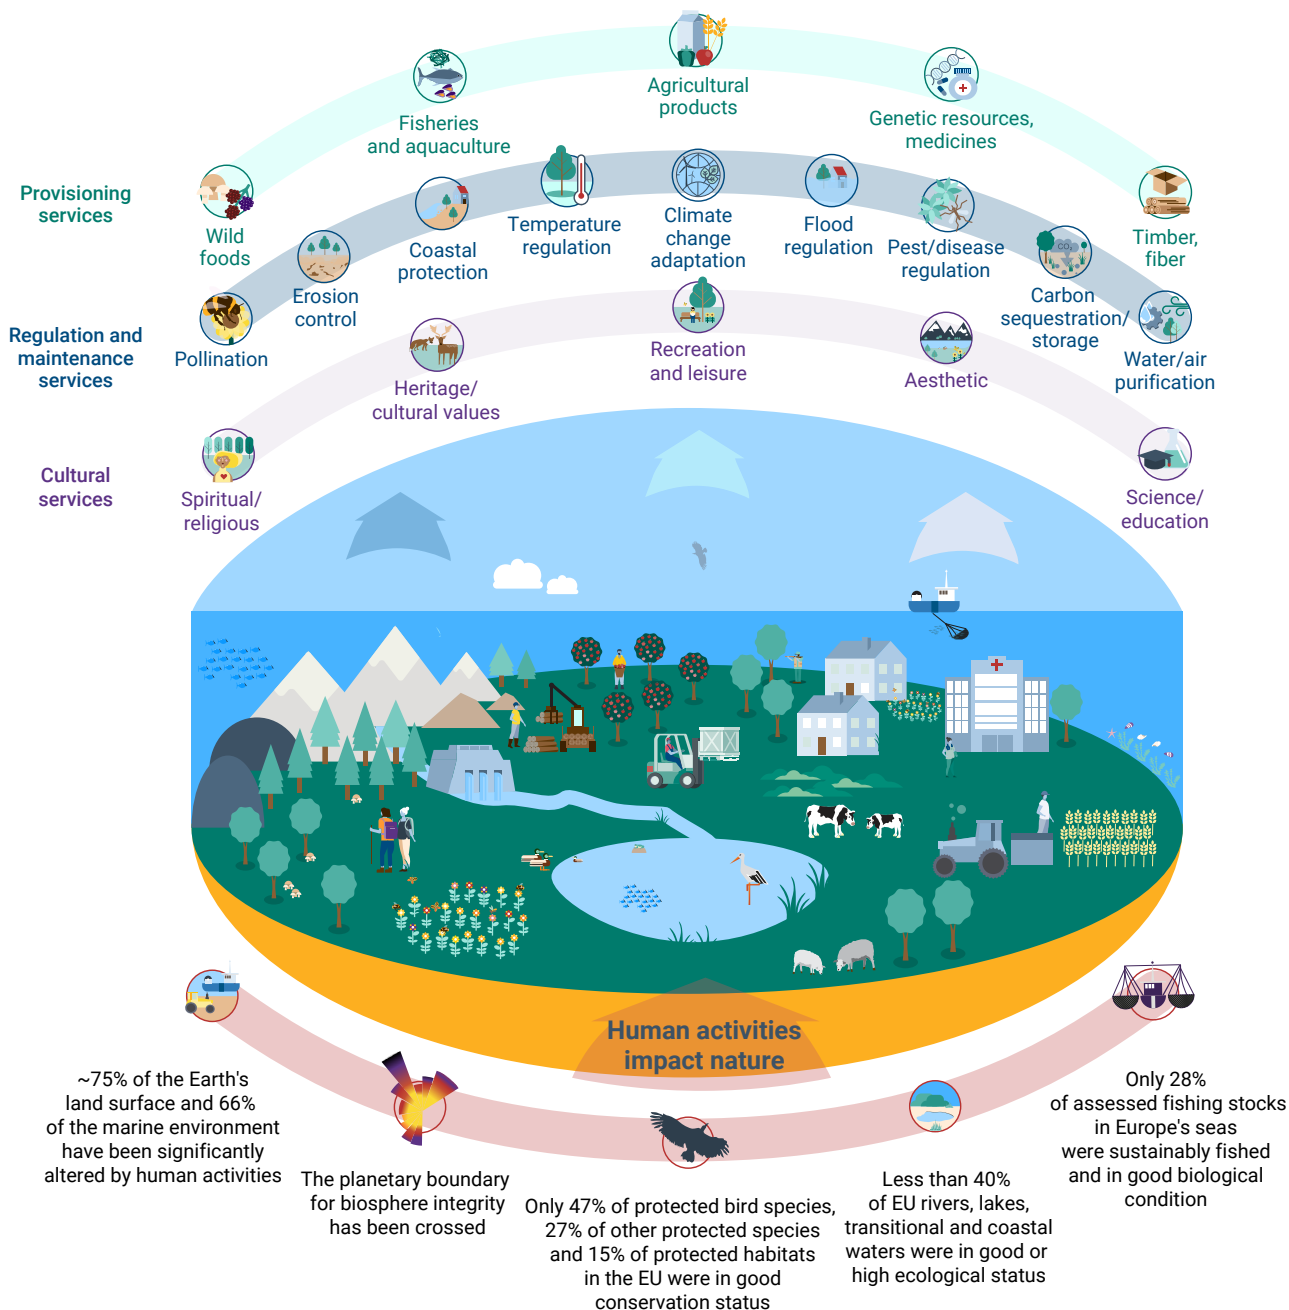 Agricultural
products
Fisheries
and aquaculture
Genetic resources,
medicines
Provisioning
services
Wild
foods
Timber,
fiber
Regulation and
maintenance
services
Pollination
Erosion
control
Coastal
protection
Temperature
regulation
Climate
change
adaptation
Flood
regulation
Pest/disease
regulation
CO₂
Carbon
sequestration/
storage
Water/air
purification
Cultural
services
Spiritual/
religious
Heritage/
cultural values
Recreation
and leisure
Aesthetic
Science/
education
Human activities
impact nature
~75% of the Earth's
land surface and 66%
of the marine environment
have been significantly
altered by human activities
The planetary boundary
for biosphere integrity
has been crossed
Only 47% of protected bird species,
27% of other protected species
and 15% of protected habitats
in the EU were in good
conservation status
Less than 40%
of EU rivers, lakes,
transitional and coastal
waters were in good or
high ecological status
Only 28%
of assessed fishing stocks
in Europe's seas
were sustainably fished
and in good biological
condition